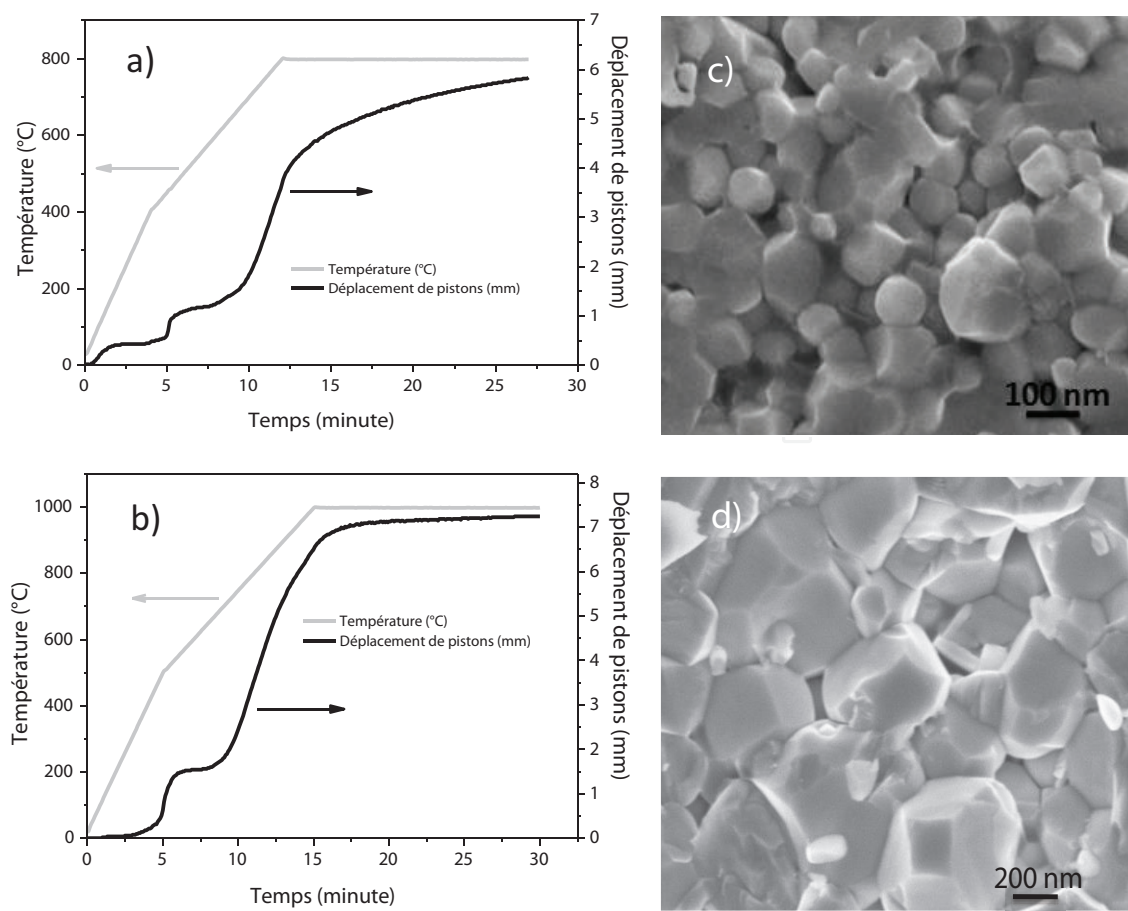 a)
800
600
400
200
0
Température (°C)
7
6
5
4
3
2
1
0
Déplacement de pistons (mm)
Température (°C)
Déplacement de pistons (mm)
0 5 10 15 20 25 30
Temps (minute)
c)
100 nm
b)
1000
800
600
400
200
0
Température (°C)
8
7
6
5
4
3
2
1
0
Déplacement de pistons (mm)
Température (°C)
Déplacement de pistons (mm)
0 5 10 15 20 25 30
Temps (minute)
d)
200 nm